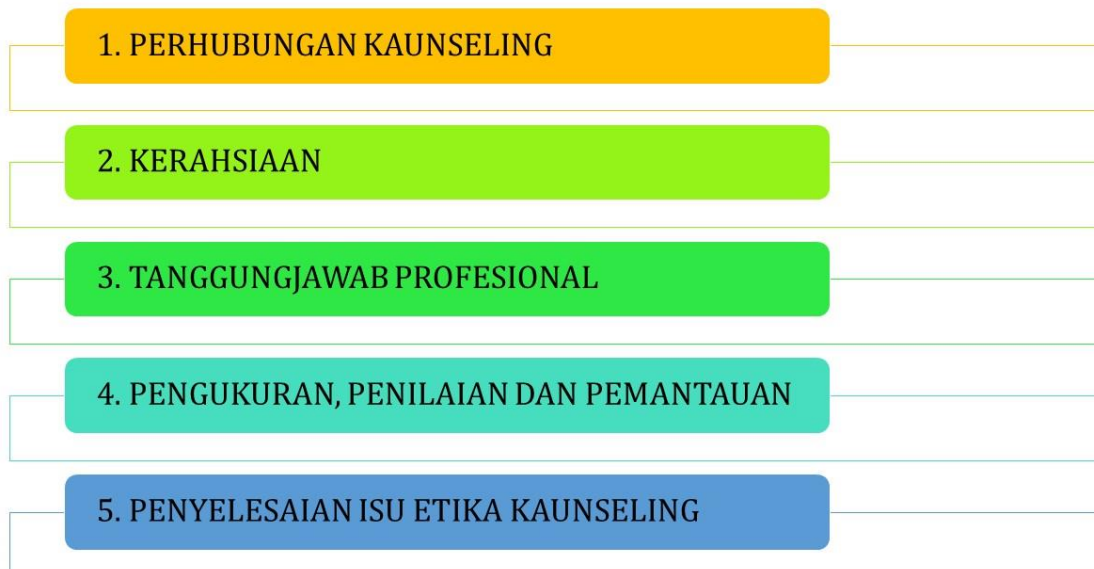 1. PERHUBUNGAN KAUNSELING
2. KERAHSIAAN
3. TANGGUNGJAWAB PROFESIONAL
4. PENGUKURAN, PENILAIAN DAN PEMANTAUAN
5. PENYELESAIAN ISU ETIKA KAUNSELING